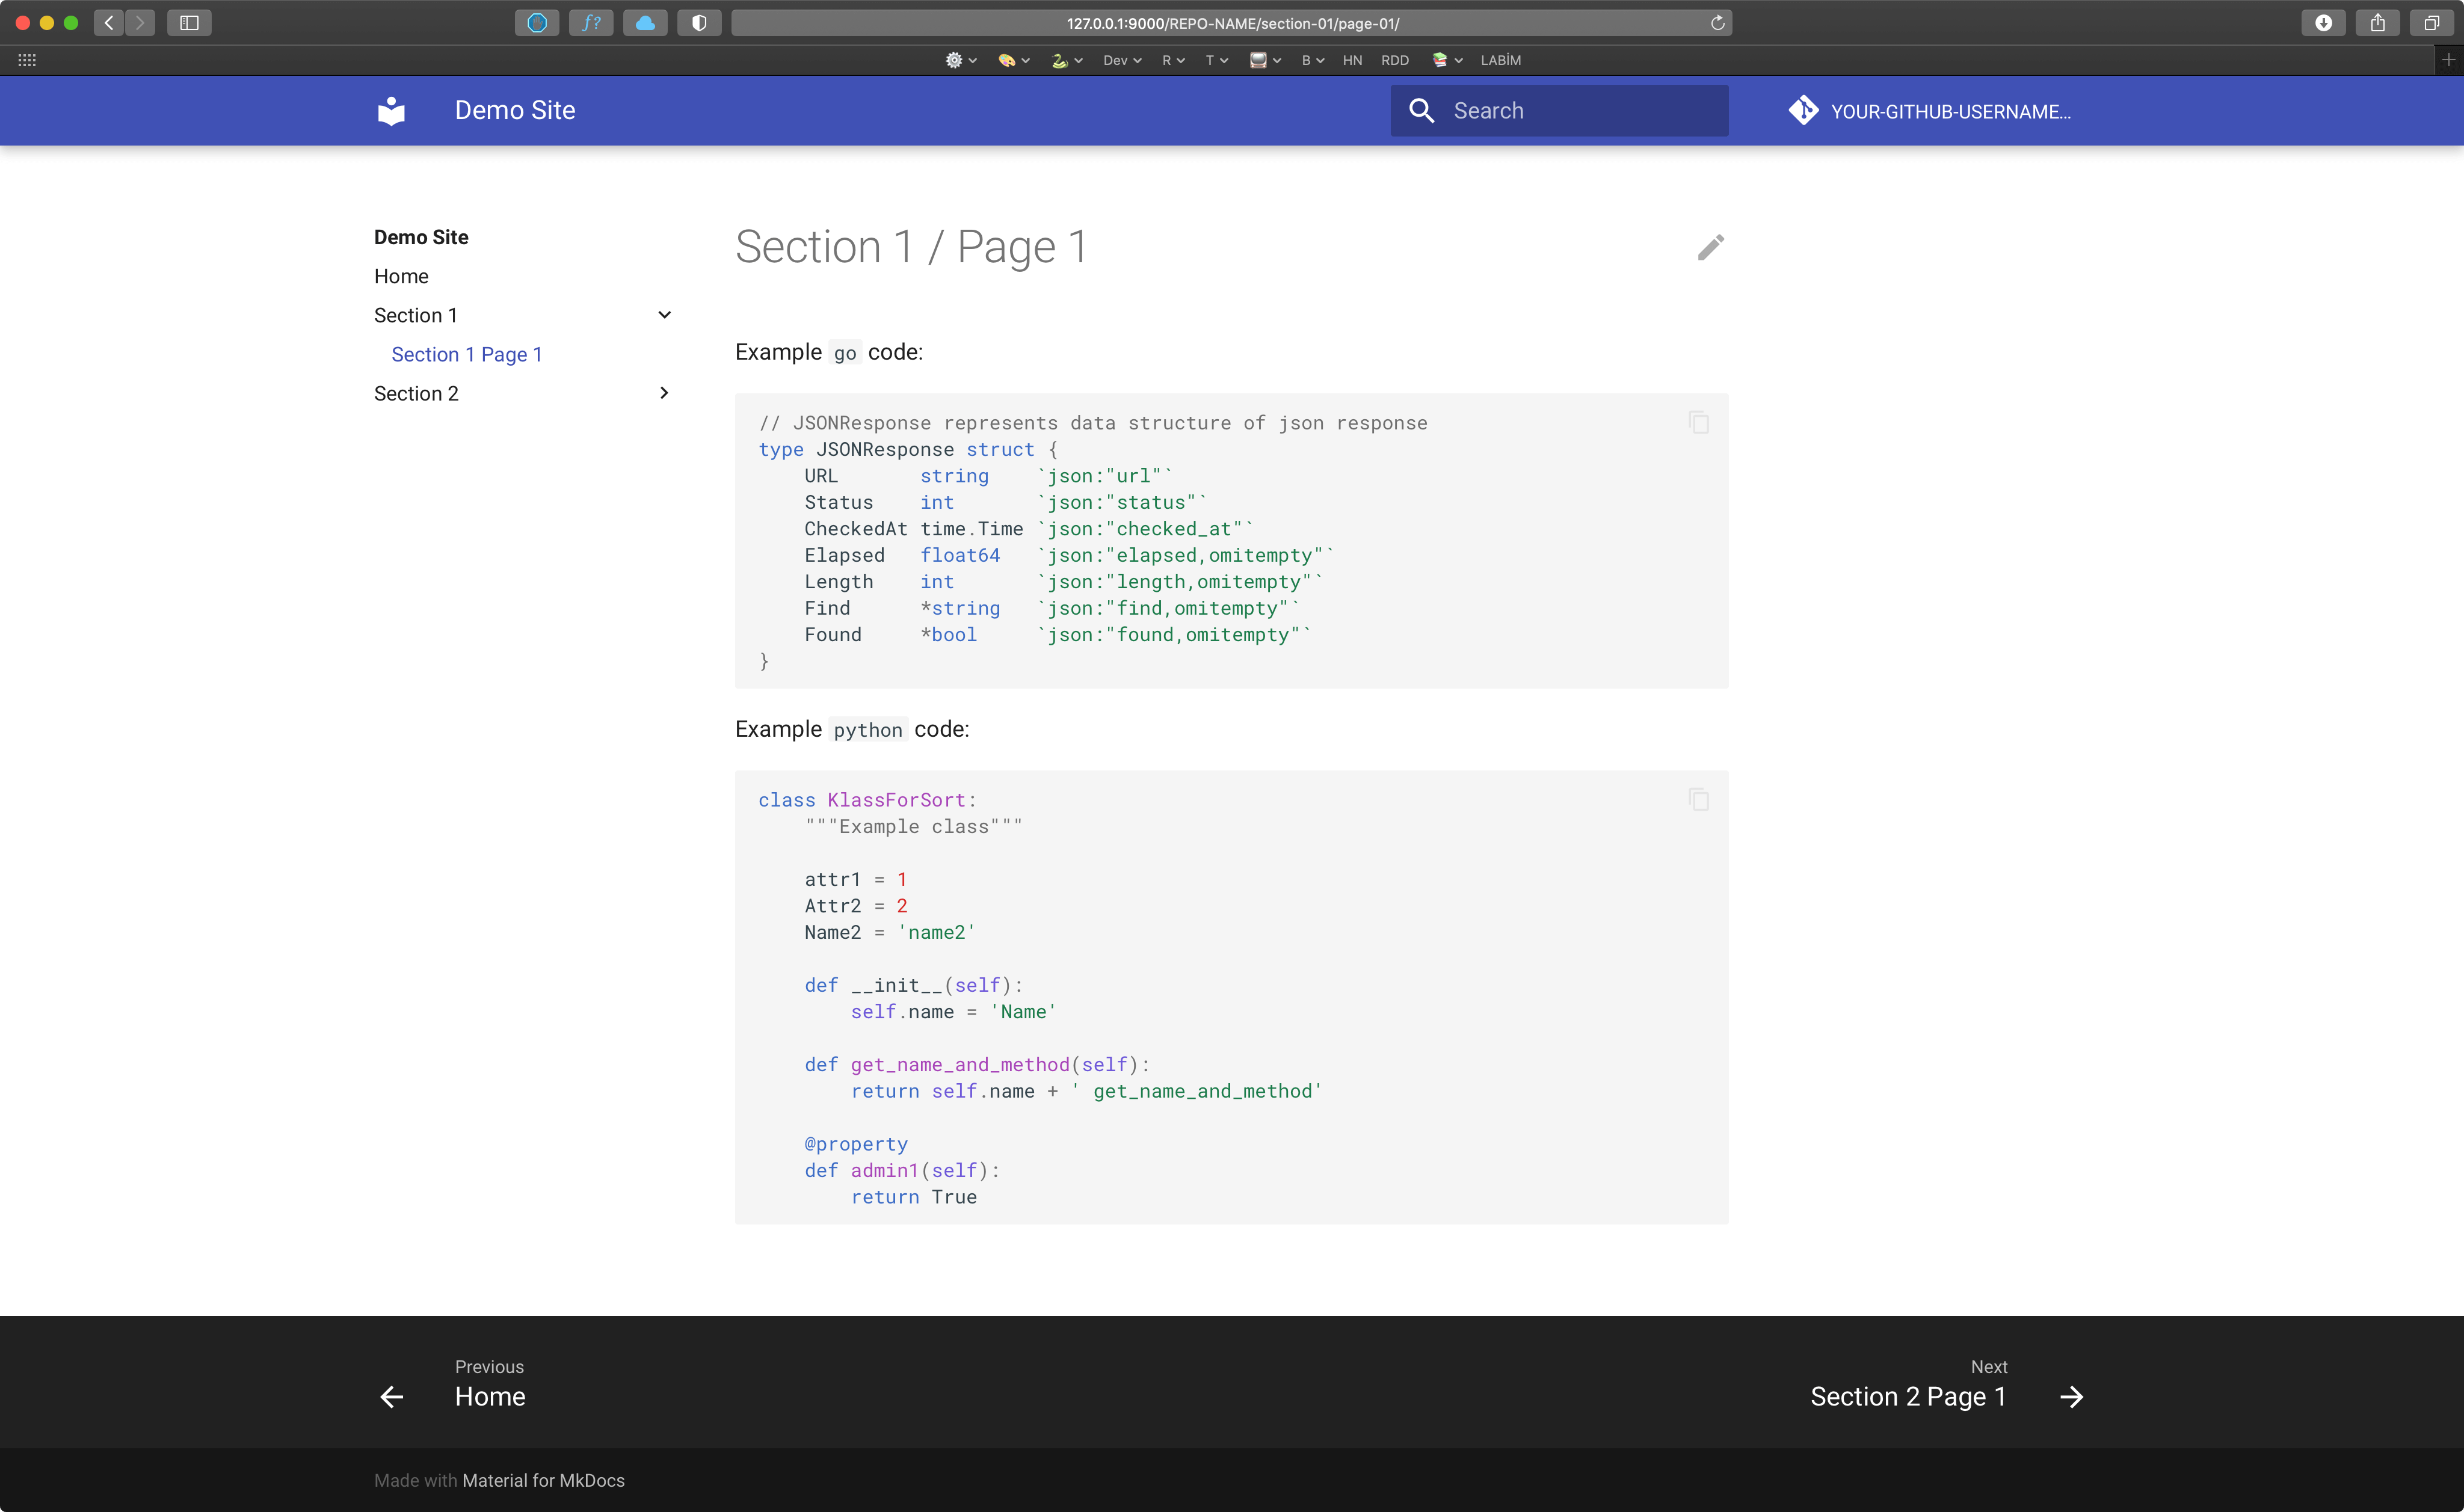 f?
127.0.0.1:9000/REPO-NAME/section-01/page-01/
Dev R T B HN RDD LABİM
Demo Site
Search
YOUR-GITHUB-USERNAME...
Demo Site
Home
Section 1
Section 1 Page 1
Section 2
Section 1 / Page 1
Example go code:
// JSONResponse represents data structure of json response
type JSONResponse struct {
    URL       string    `json:"url"`
    Status    int       `json:"status"`
    CheckedAt time.Time `json:"checked_at"`
    Elapsed   float64   `json:"elapsed,omitempty"`
    Length    int       `json:"length,omitempty"`
    Find      *string   `json:"find,omitempty"`
    Found     *bool     `json:"found,omitempty"`
}
Example python code:
class KlassForSort:
    """Example class"""
    attr1 = 1
    Attr2 = 2
    Name2 = 'name2'
    def __init__(self):
        self.name = 'Name'
    def get_name_and_method(self):
        return self.name + ' get_name_and_method'
    @property
    def admin1(self):
        return True
Previous
Home
Next
Section 2 Page 1
Made with Material for MkDocs